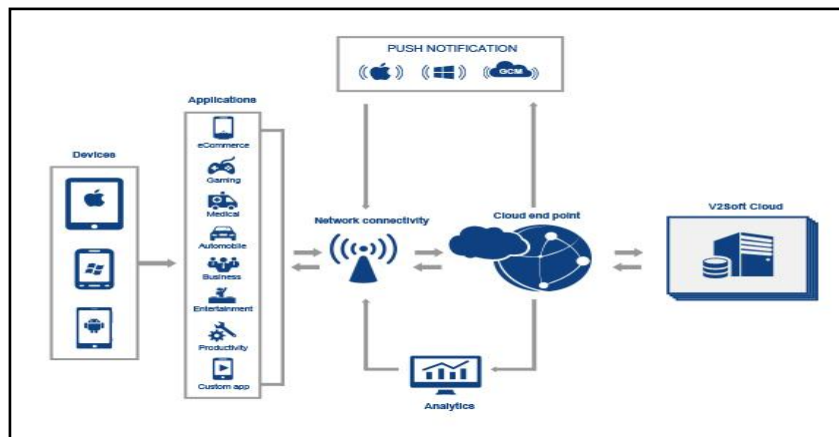 PUSH NOTIFICATION
GCM
Applications
eCommerce
Gaming
Medical
Automobile
Business
Entertainment
Productivity
Custom app
Devices
Network connectivity
Cloud end point
V2Soft Cloud
Analytics